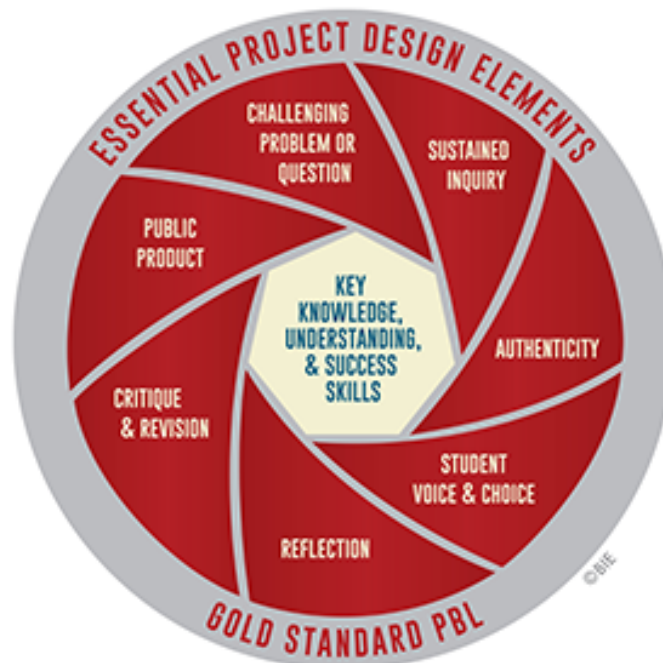 ESSENTIAL PROJECT DESIGN ELEMENTS
CHALLENGING
PROBLEM OR
QUESTION
SUSTAINED
INQUIRY
AUTHENTICITY
STUDENT
VOICE & CHOICE
REFLECTION
CRITIQUE
& REVISION
PUBLIC
PRODUCT
KEY
KNOWLEDGE,
UNDERSTANDING,
& SUCCESS
SKILLS
GOLD STANDARD PBL
©BIE